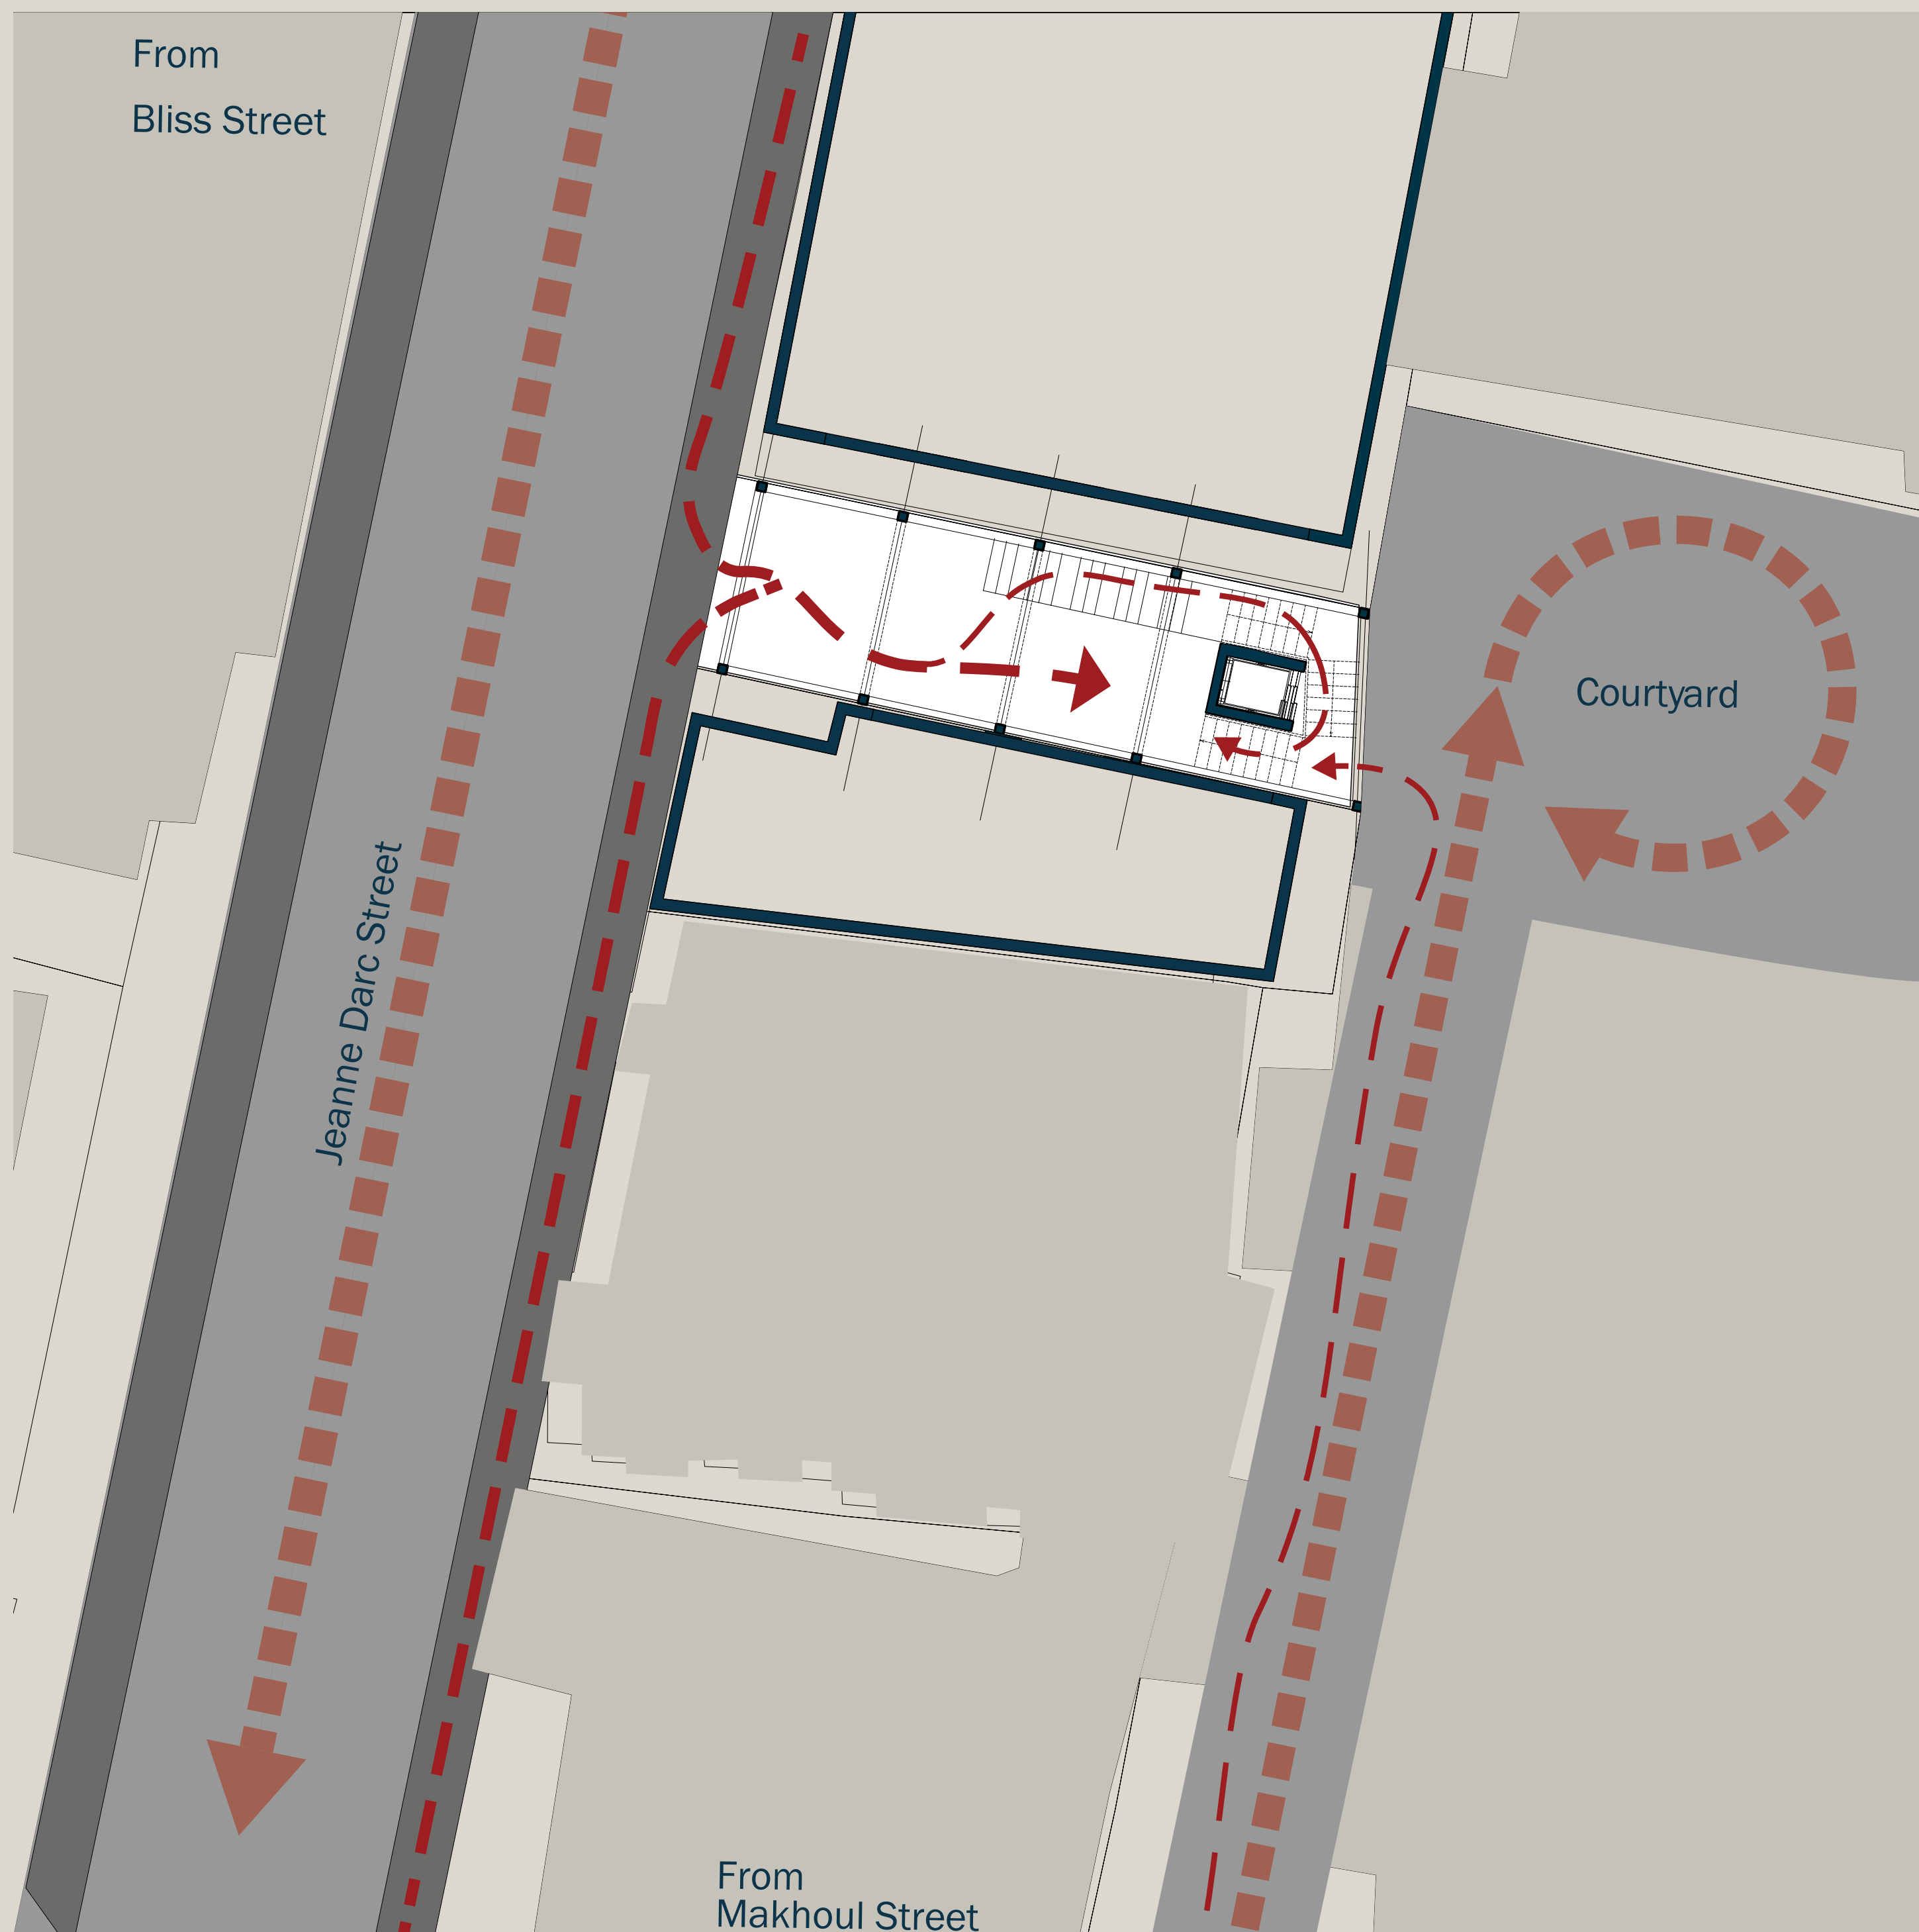 From
Bliss Street
Courtyard
Jeanne Darc Street
From
Makhoul Street